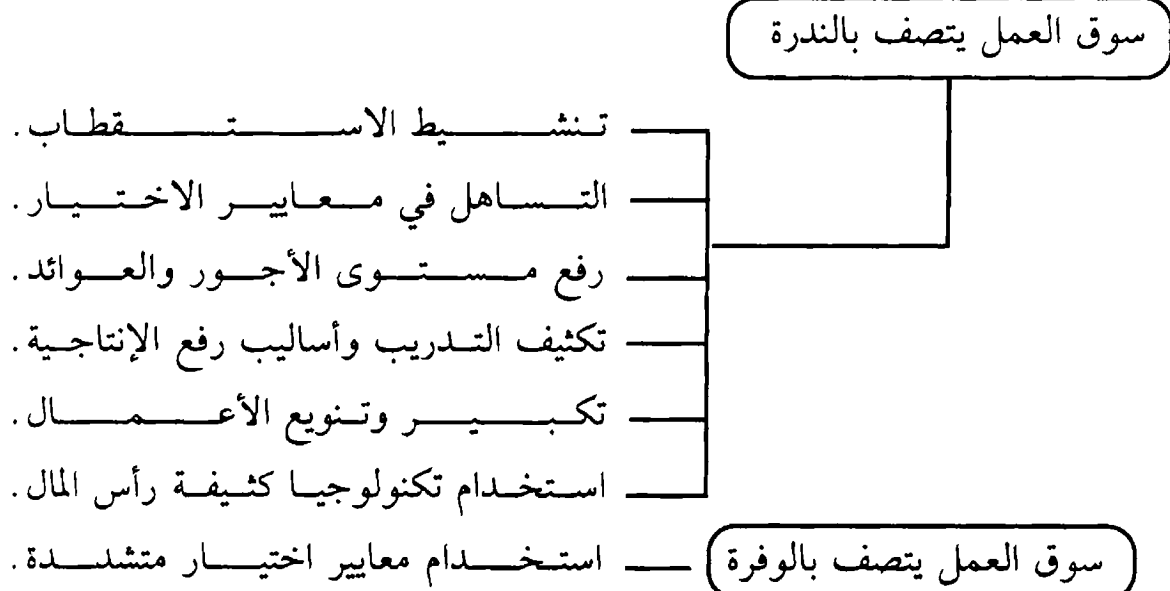 سوق العمل يتصف بالندرة
تنشيط الاستقطاب.
التساهل في معايير الاختيار.
رفع مستوى الأجور والعوائد.
تكثيف التدريب وأساليب رفع الإنتاجية.
تكبير وتنويع الأعمال.
استخدام تكنولوجيا كثيفة رأس المال.
سوق العمل يتصف بالوفرة
استخدام معايير اختيار متشددة.